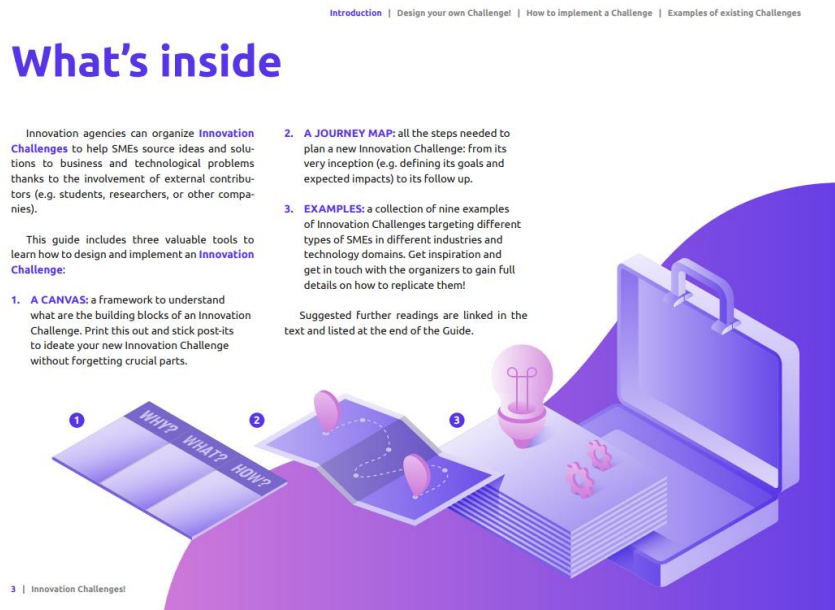 Introduction | Design your own Challenge! | How to implement a Challenge | Examples of existing Challenges
What's inside
Innovation agencies can organize Innovation
Challenges to help SMEs source ideas and solu-
tions to business and technological problems
thanks to the involvement of external contribu-
tors (e.g. students, researchers, or other compa-
nies).
This guide includes three valuable tools to
learn how to design and implement an Innovation
Challenge:
1. A CANVAS: a framework to understand
what are the building blocks of an Innovation
Challenge. Print this out and stick post-its
to ideate your new Innovation Challenge
without forgetting crucial parts.
2. A JOURNEY MAP: all the steps needed to
plan a new Innovation Challenge: from its
very inception (e.g. defining its goals and
expected impacts) to its follow up.
3. EXAMPLES: a collection of nine examples
of Innovation Challenges targeting different
types of SMEs in different industries and
technology domains. Get inspiration and
get in touch with the organizers to gain full
details on how to replicate them!
Suggested further readings are linked in the
text and listed at the end of the Guide.
1
WHY? WHAT? HOW?
2
3
3 | Innovation Challenges!